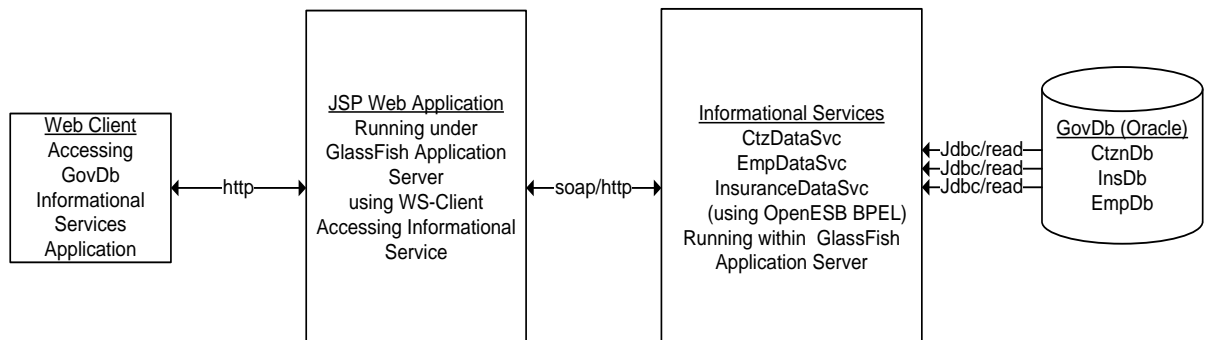 Web Client
Accessing
GovDb
Informational
Services
Application
http
JSP Web Application
Running under
GlassFish Application
Server
using WS-Client
Accessing Informational
Service
soap/http
Informational Services
CtzDataSvc
EmpDataSvc
InsuranceDataSvc
(using OpenESB BPEL)
Running within GlassFish
Application Server
Jdbc/read
Jdbc/read
Jdbc/read
GovDb (Oracle)
CtznDb
InsDb
EmpDb